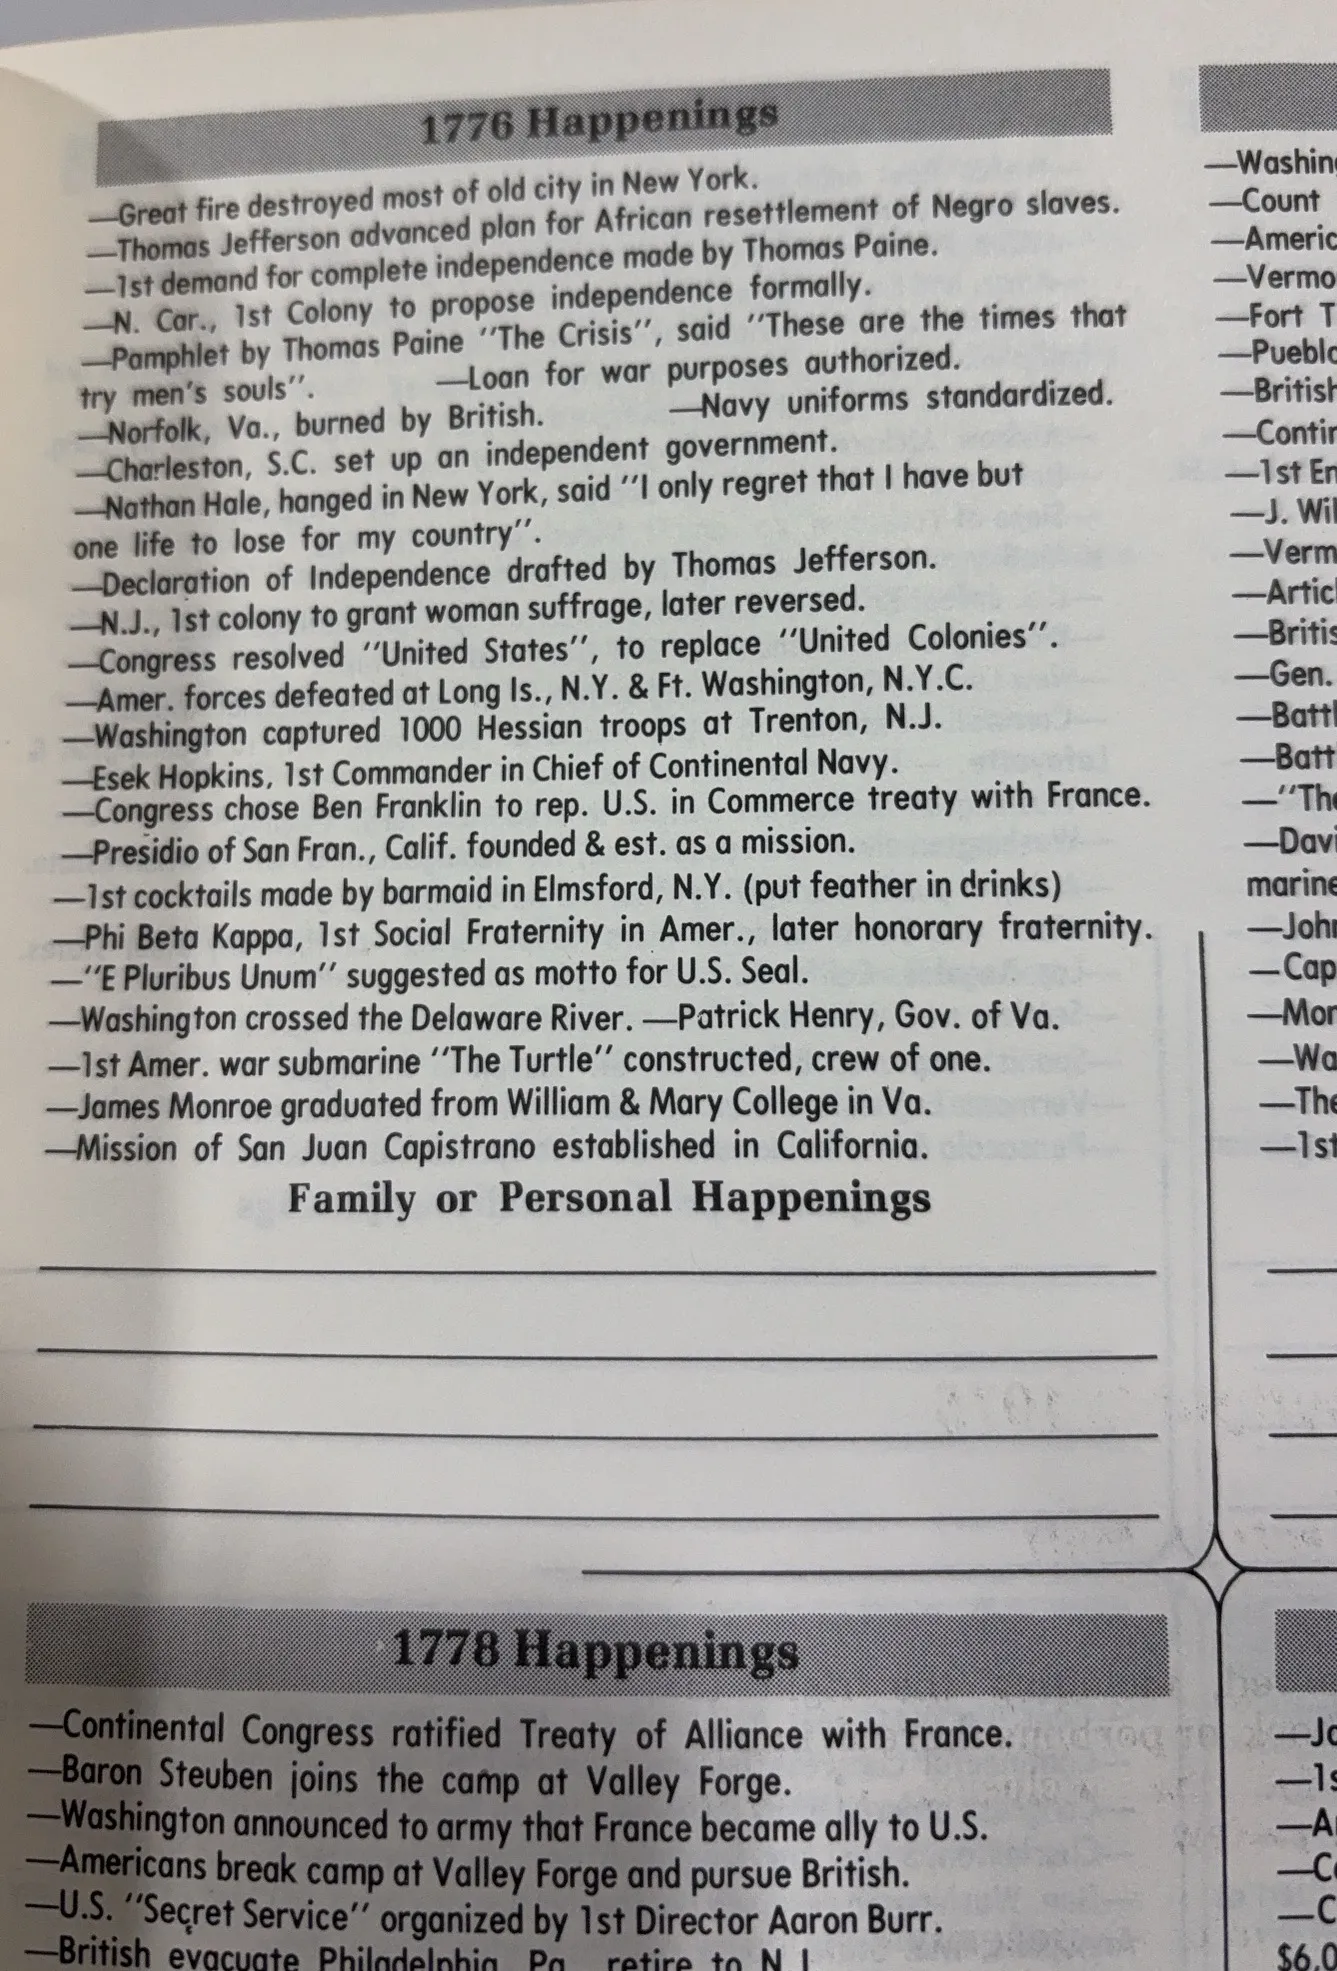 1776 Happenings
—Great fire destroyed most of old city in New York.
—Thomas Jefferson advanced plan for African resettlement of Negro slaves.
—1st demand for complete independence made by Thomas Paine.
—N. Car., 1st Colony to propose independence formally.
—Pamphlet by Thomas Paine "The Crisis", said "These are the times that
try men's souls". —Loan for war purposes authorized.
—Norfolk, Va., burned by British. —Navy uniforms standardized.
—Charleston, S.C. set up an independent government.
—Nathan Hale, hanged in New York, said "I only regret that I have but
one life to lose for my country".
—Declaration of Independence drafted by Thomas Jefferson.
—N.J., 1st colony to grant woman suffrage, later reversed.
—Congress resolved "United States", to replace "United Colonies".
—Amer. forces defeated at Long Is., N.Y. & Ft. Washington, N.Y.C.
—Washington captured 1000 Hessian troops at Trenton, N.J.
—Esek Hopkins, 1st Commander in Chief of Continental Navy.
—Congress chose Ben Franklin to rep. U.S. in Commerce treaty with France.
—Presidio of San Fran., Calif. founded & est. as a mission.
—1st cocktails made by barmaid in Elmsford, N.Y. (put feather in drinks)
—Phi Beta Kappa, 1st Social Fraternity in Amer., later honorary fraternity.
—"E Pluribus Unum" suggested as motto for U.S. Seal.
—Washington crossed the Delaware River. —Patrick Henry, Gov. of Va.
—1st Amer. war submarine "The Turtle" constructed, crew of one.
—James Monroe graduated from William & Mary College in Va.
—Mission of San Juan Capistrano established in California.
Family or Personal Happenings
1778 Happenings
—Continental Congress ratified Treaty of Alliance with France.
—Baron Steuben joins the camp at Valley Forge.
—Washington announced to army that France became ally to U.S.
—Americans break camp at Valley Forge and pursue British.
—U.S. "Secret Service" organized by 1st Director Aaron Burr.
—British evacuate Philadelphia, Pa., retire to N.J.
—Count
—Fort
—British
—1st
—J.
—Gen.
—"The
—The
—1st